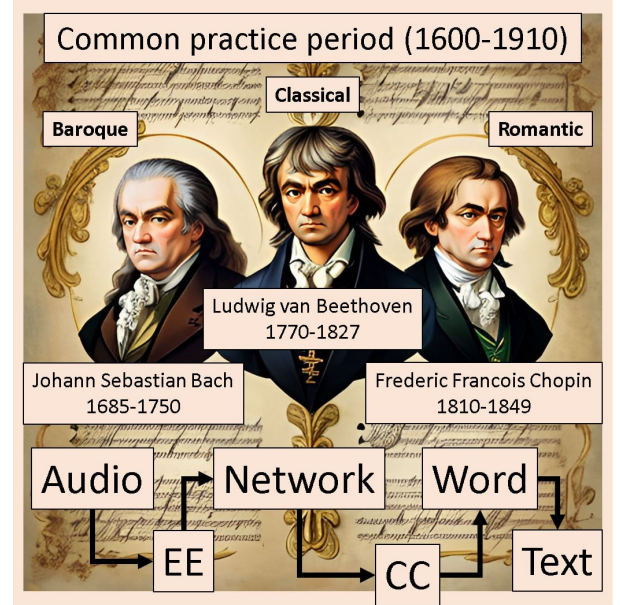 Common practice period (1600-1910)
Classical
Baroque
Romantic
Ludwig van Beethoven
1770-1827
Johann Sebastian Bach
1685-1750
Frederic Francois Chopin
1810-1849
Audio
Network
Word
EE
CC
Text